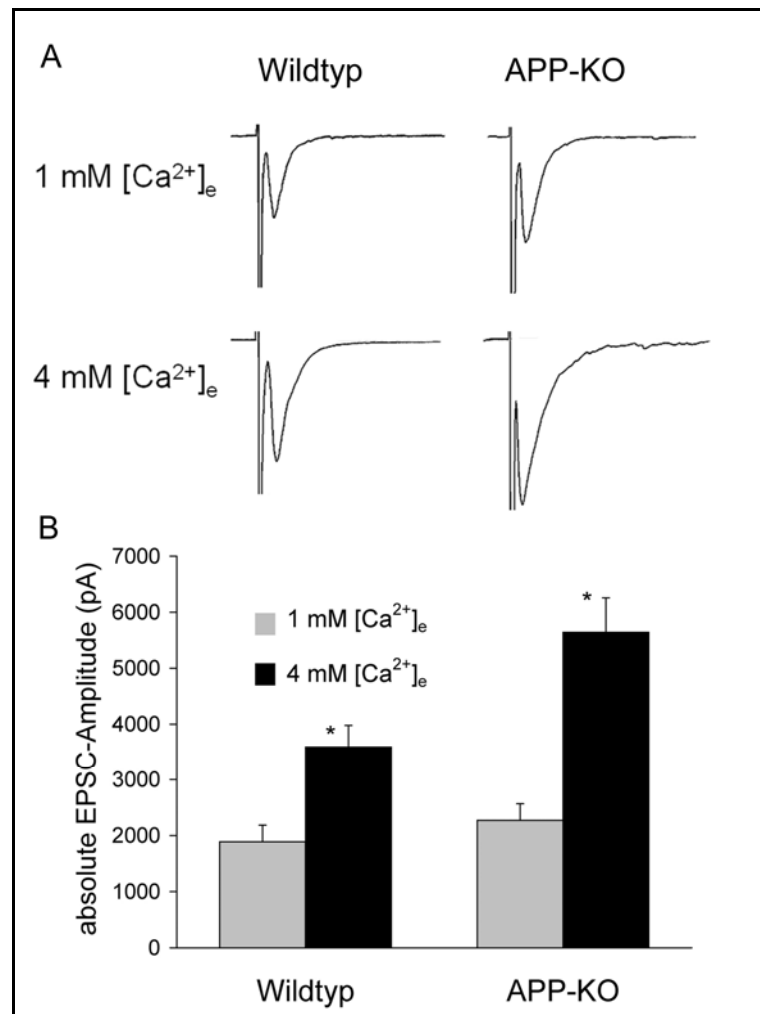 A
Wildtyp APP-KO
1 mM [Ca²⁺]ₑ
4 mM [Ca²⁺]ₑ
B
absolute EPSC-Amplitude (pA)
7000
6000
5000
4000
3000
2000
1000
0
1 mM [Ca²⁺]ₑ
4 mM [Ca²⁺]ₑ
*
*
Wildtyp APP-KO